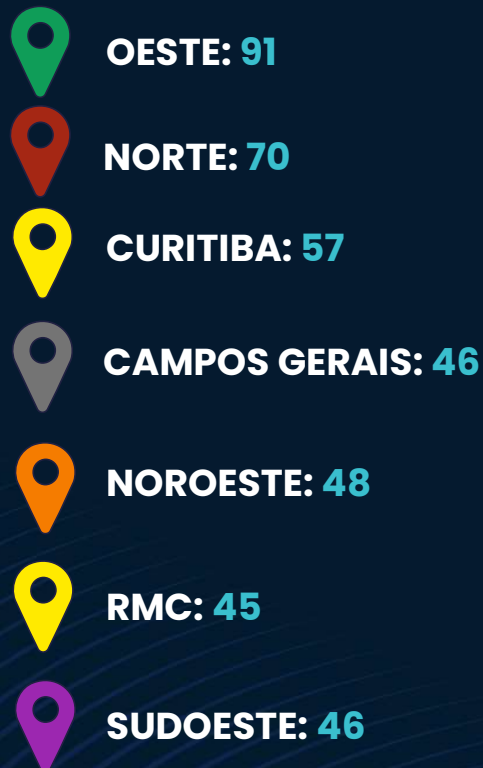 OESTE: 91
NORTE: 70
CURITIBA: 57
CAMPOS GERAIS: 46
NOROESTE: 48
RMC: 45
SUDOESTE: 46